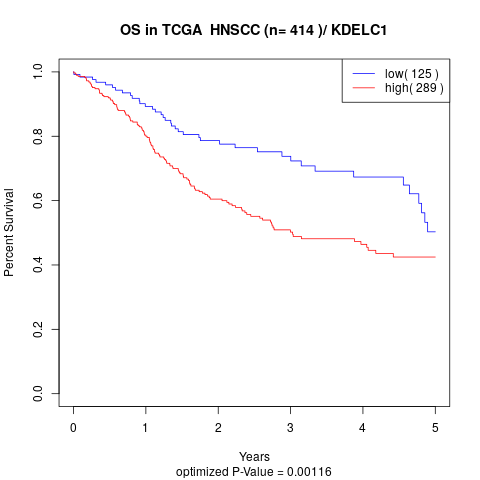 OS in TCGA  HNSCC (n= 414 )/ KDELC1
low( 125 )
high( 289 )
Percent Survival
1.0
0.8
0.6
0.4
0.2
0.0
0 1 2 3 4 5
Years
optimized P-Value = 0.00116